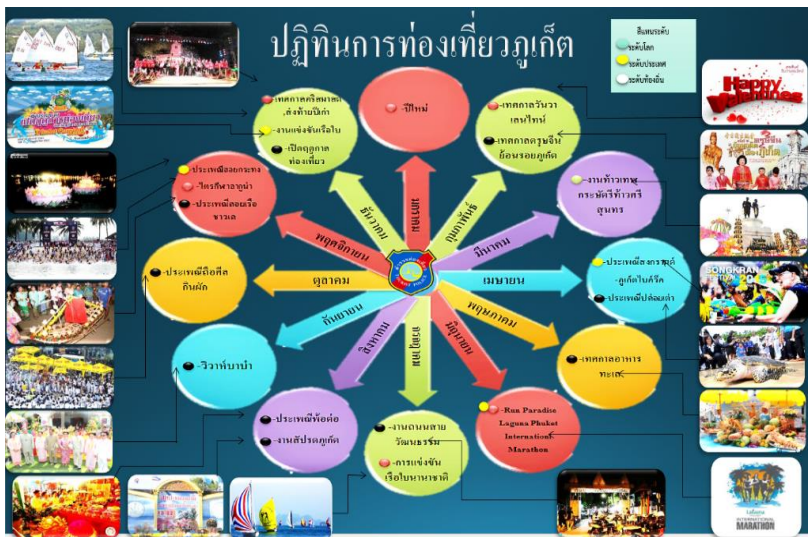 ปฏิทินการท่องเที่ยวภูเก็ต
สีแทนระดับ
ระดับโลก
ระดับประเทศ
ระดับท้องถิ่น
-ปีใหม่
มกราคม
-เทศกาลวันวา
เลนไทน์
-เทศกาลตรุษจีน
ย้อนรอยภูเก็ต
กุมภาพันธ์
-งานท้าวเทพ
กระษัตรีท้าวศรี
สุนทร
มีนาคม
-ประเพณีสงกรานต์
-ภูเก็ตไบค์วีค
-ประเพณีปล่อยเต่า
เมษายน
-เทศกาลอาหาร
ทะเล
พฤษภาคม
-Run Paradise
Laguna Phuket
International
Marathon
มิถุนายน
-งานถนนสาย
วัฒนธรรม
-การแข่งขัน
เรือใบนานาชาติ
กรกฎาคม
-ประเพณีพ้อต่อ
-งานสัปรดภูเก็ต
สิงหาคม
-วิวาห์บาบ๋า
กันยายน
-ประเพณีถือศีล
กินผัก
ตุลาคม
-ประเพณีลอยกระทง
-ไตรกีฬาลากูน่า
-ประเพณีลอยเรือ
ชาวเล
พฤศจิกายน
-เทศกาลคริสมาสต์
,ส่งท้ายปีเก่า
-งานแข่งขันเรือใบ
-เปิดฤดูกาล
ท่องเที่ยว
ธันวาคม
Happy
Valentines
SONGKRAN
Laguna
INTERNATIONAL
MARATHON